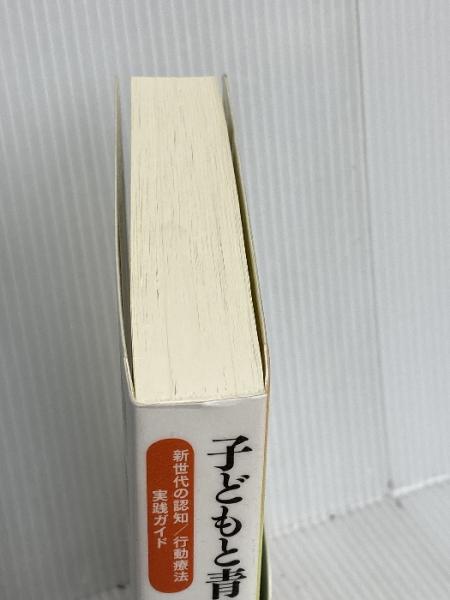 子どもと青
新世代の認知／行動療法
実践ガイド